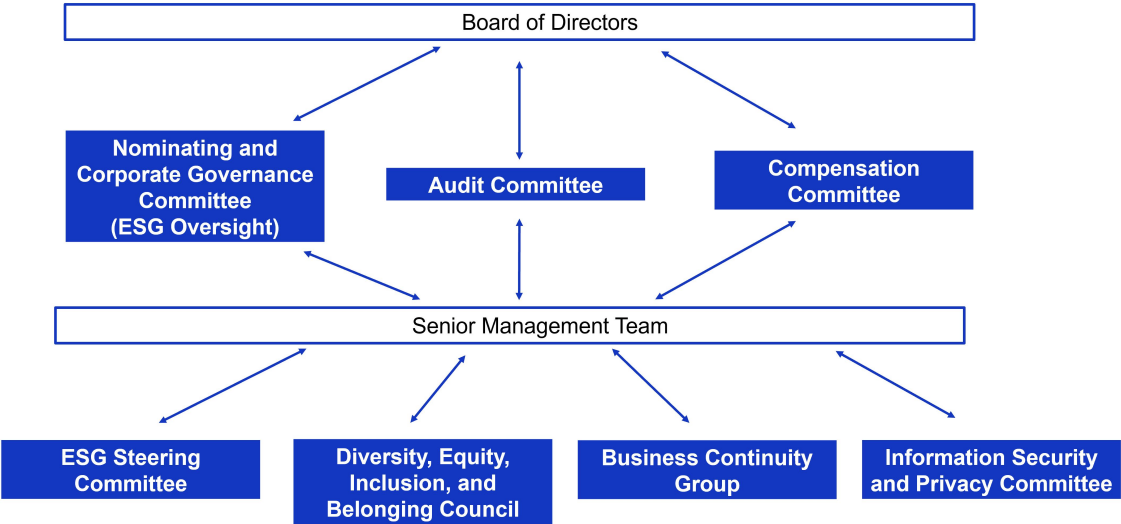 Board of Directors
Nominating and
Corporate Governance
Committee
(ESG Oversight)
Audit Committee
Compensation
Committee
Senior Management Team
ESG Steering
Committee
Diversity, Equity,
Inclusion, and
Belonging Council
Business Continuity
Group
Information Security
and Privacy Committee